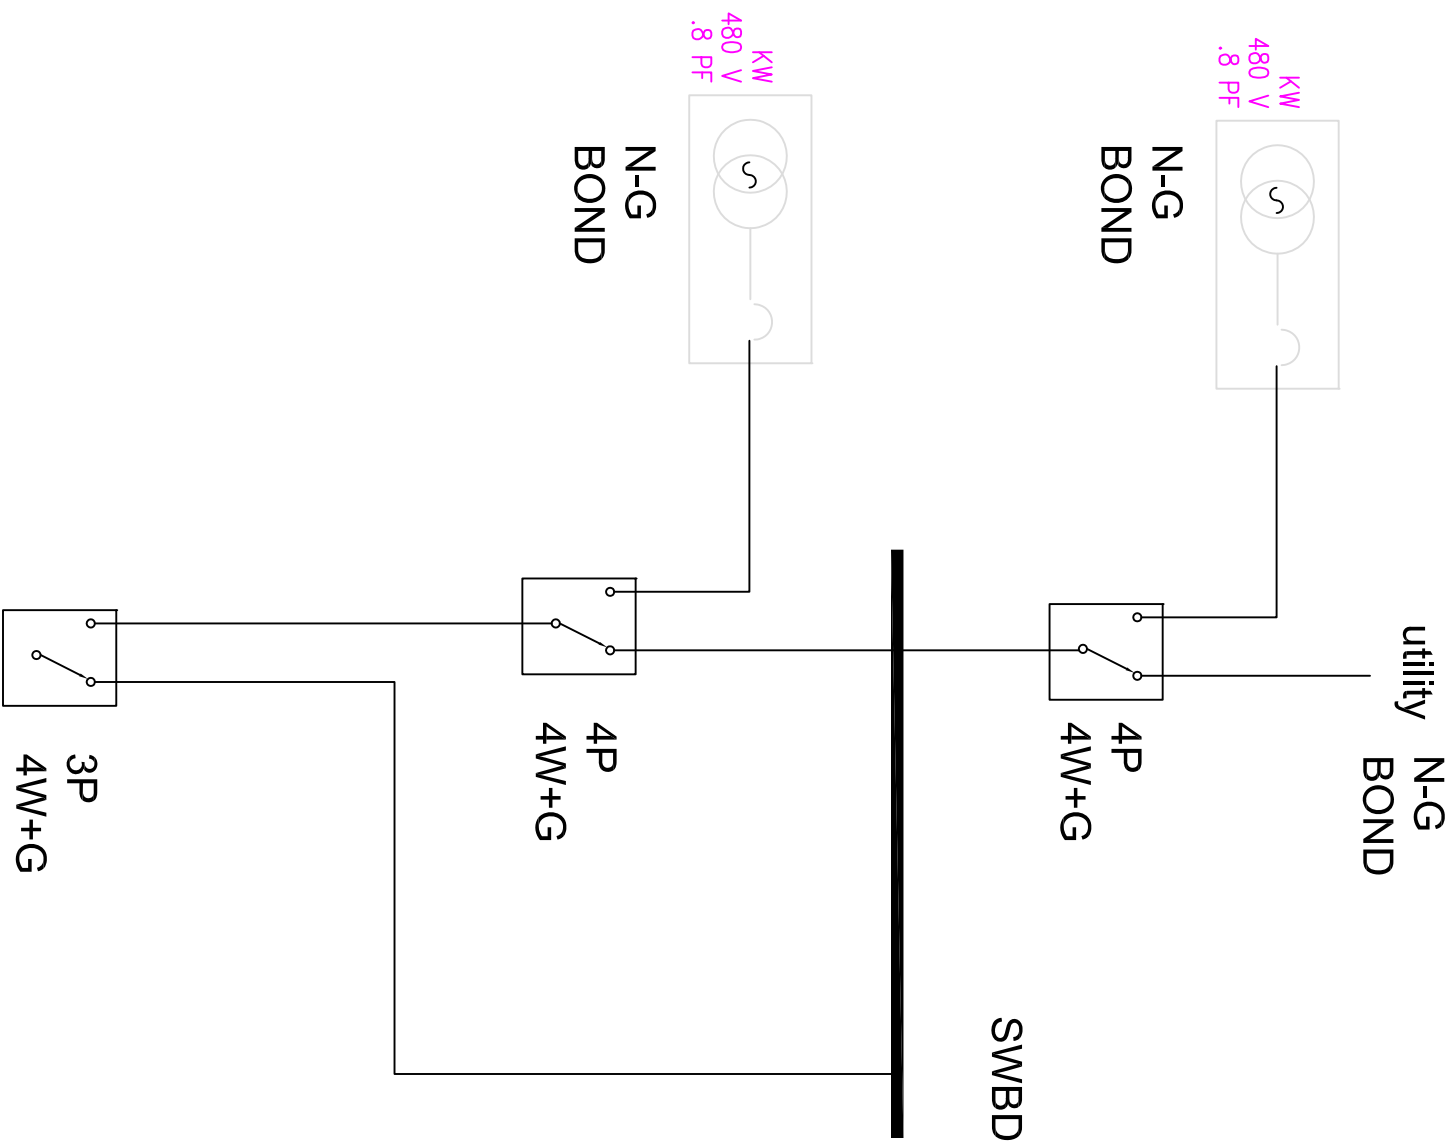 utility
N-G
BOND
KW
480 V
.8 PF
N-G
BOND
4P
4W+G
SWBD
KW
480 V
.8 PF
N-G
BOND
4P
4W+G
3P
4W+G